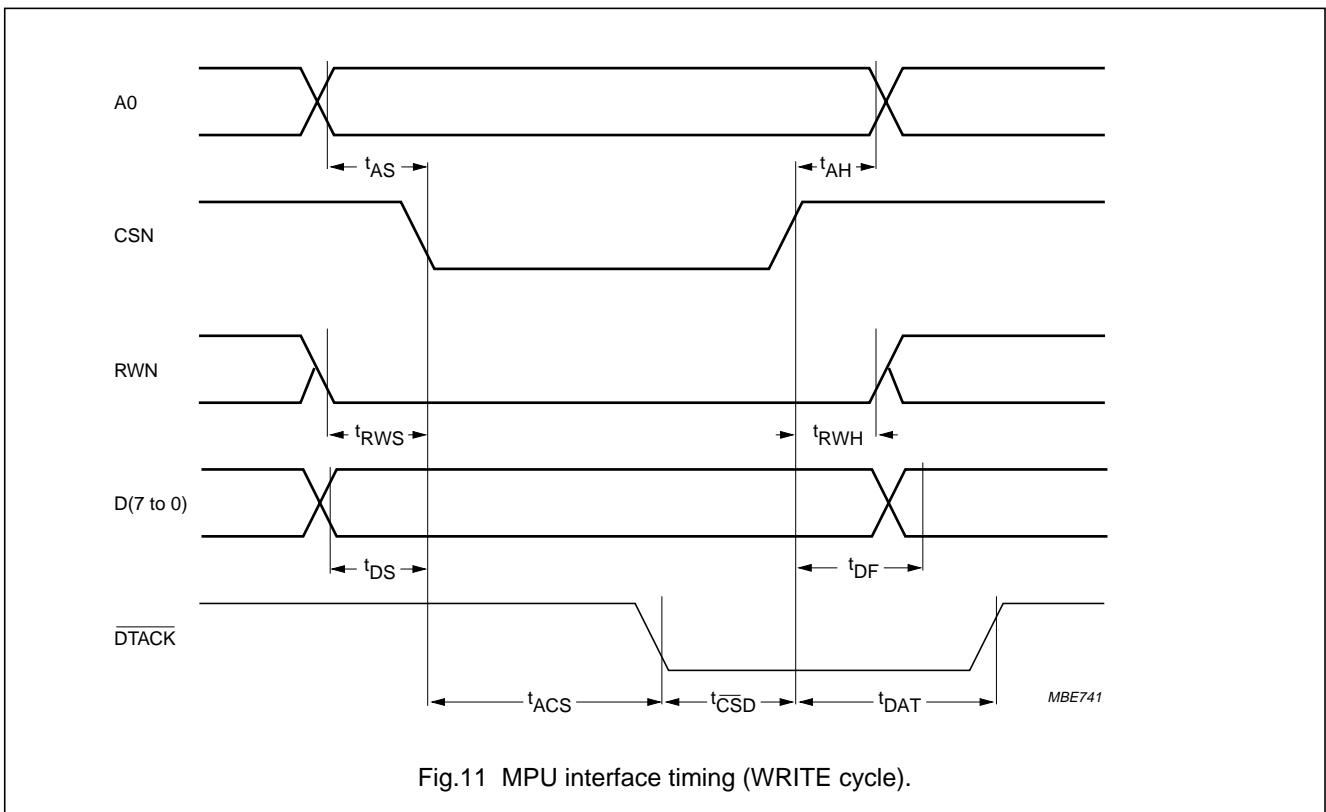 A0
tAS
tAH
CSN
RWN
tRWS
tRWH
D(7 to 0)
tDS
tDF
DTACK
tACS
tCSD
tDAT
MBE741
Fig.11 MPU interface timing (WRITE cycle).